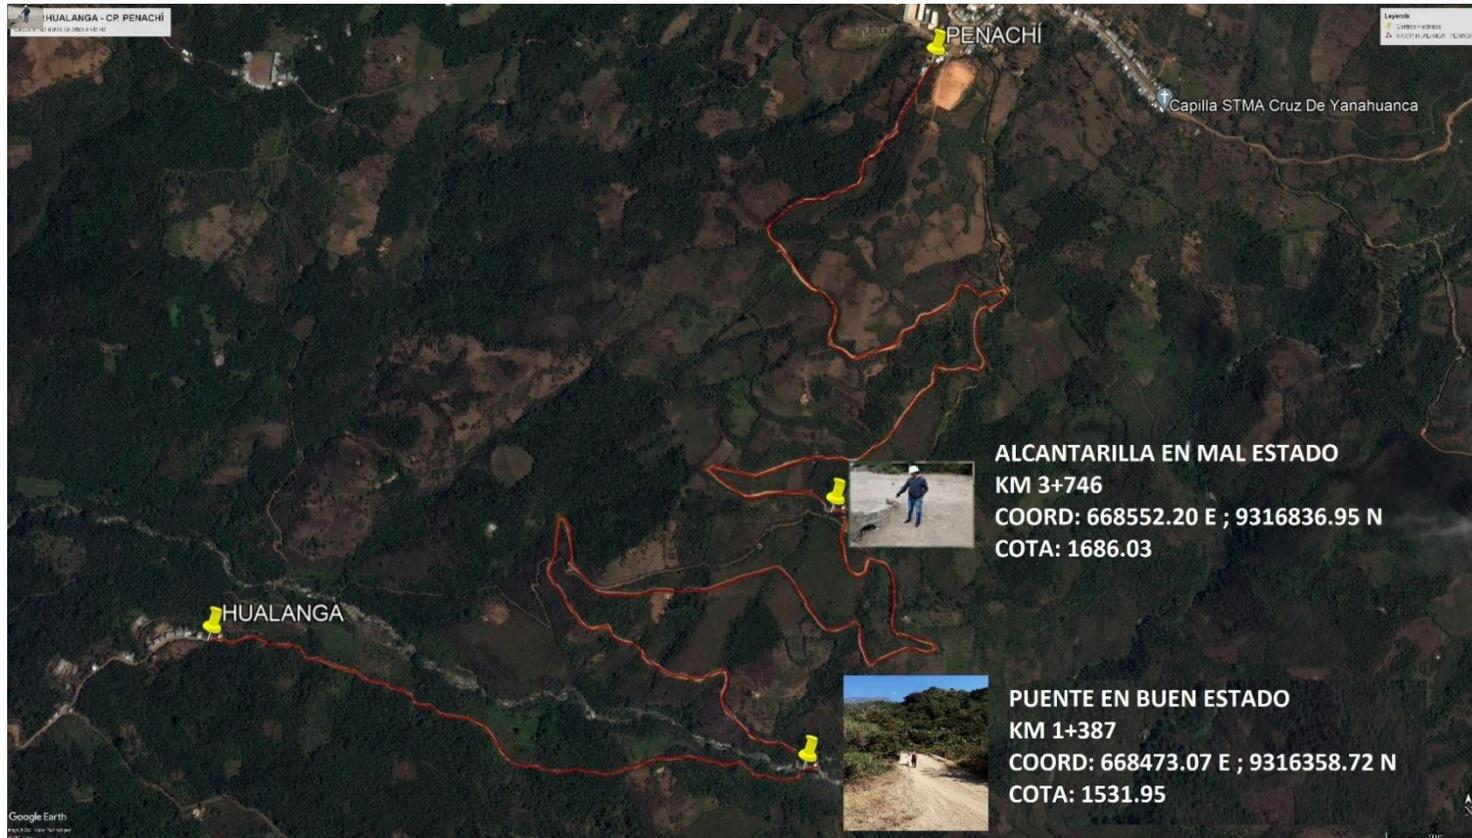 HUALANGA - CP. PENACHÍ
Leyenda
PENACHÍ
Capilla STMA Cruz De Yanahuanca
ALCANTARILLA EN MAL ESTADO
KM 3+746
COORD: 668552.20 E ; 9316836.95 N
COTA: 1686.03
HUALANGA
PUENTE EN BUEN ESTADO
KM 1+387
COORD: 668473.07 E ; 9316358.72 N
COTA: 1531.95
Google Earth